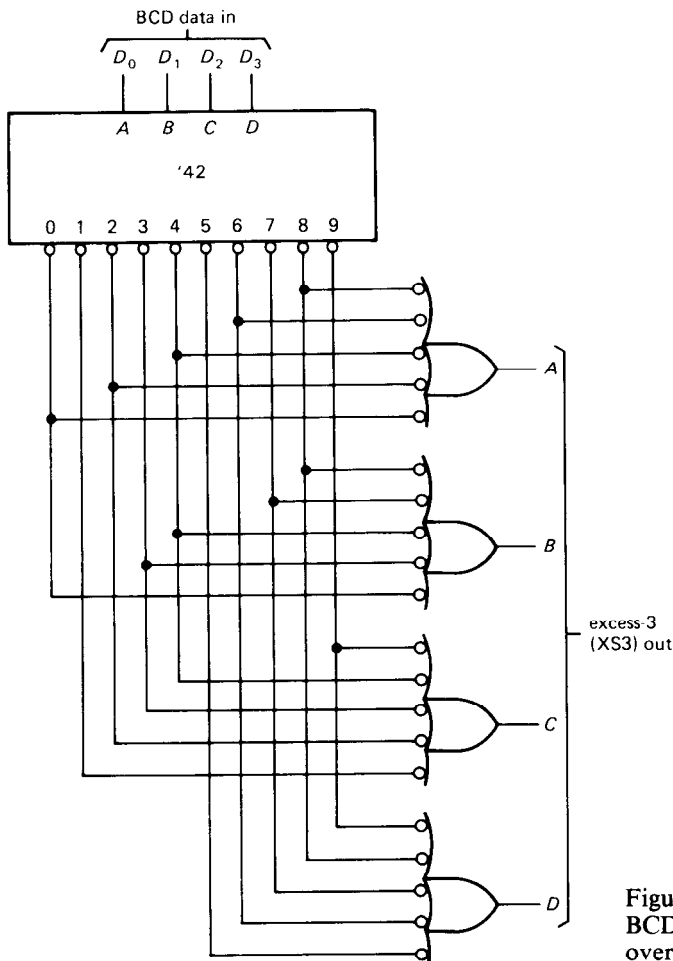 BCD data in
D0 D1 D2 D3
A B C D
'42
0 1 2 3 4 5 6 7 8 9
A
B
excess-3
(XS3) out
C
D
BCD
over